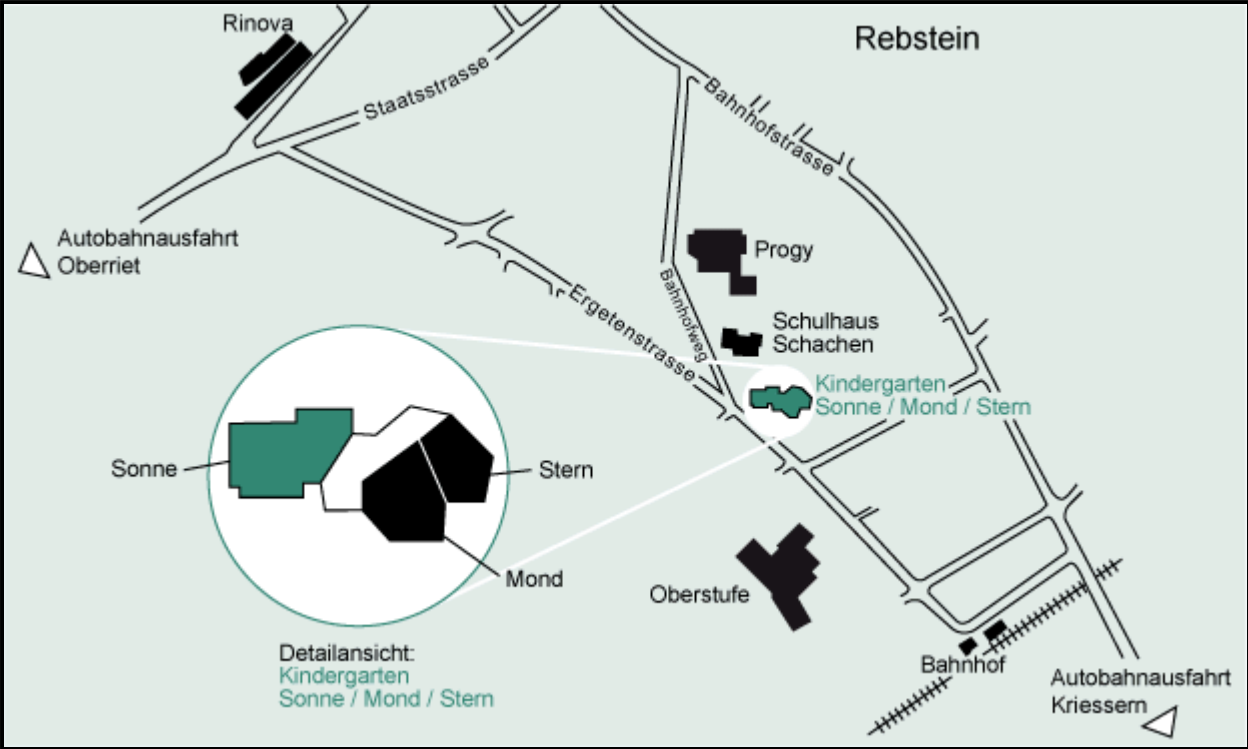 Rinova
Rebstein
Staatsstrasse
Bahnhofstrasse
Autobahnausfahrt
Oberriet
Progy
Bahnhofweg
Ergetenstrasse
Schulhaus
Schachen
Kindergarten
Sonne / Mond / Stern
Sonne
Stern
Mond
Oberstufe
Detailansicht:
Kindergarten
Sonne / Mond / Stern
Bahnhof
Autobahnausfahrt
Kriessern